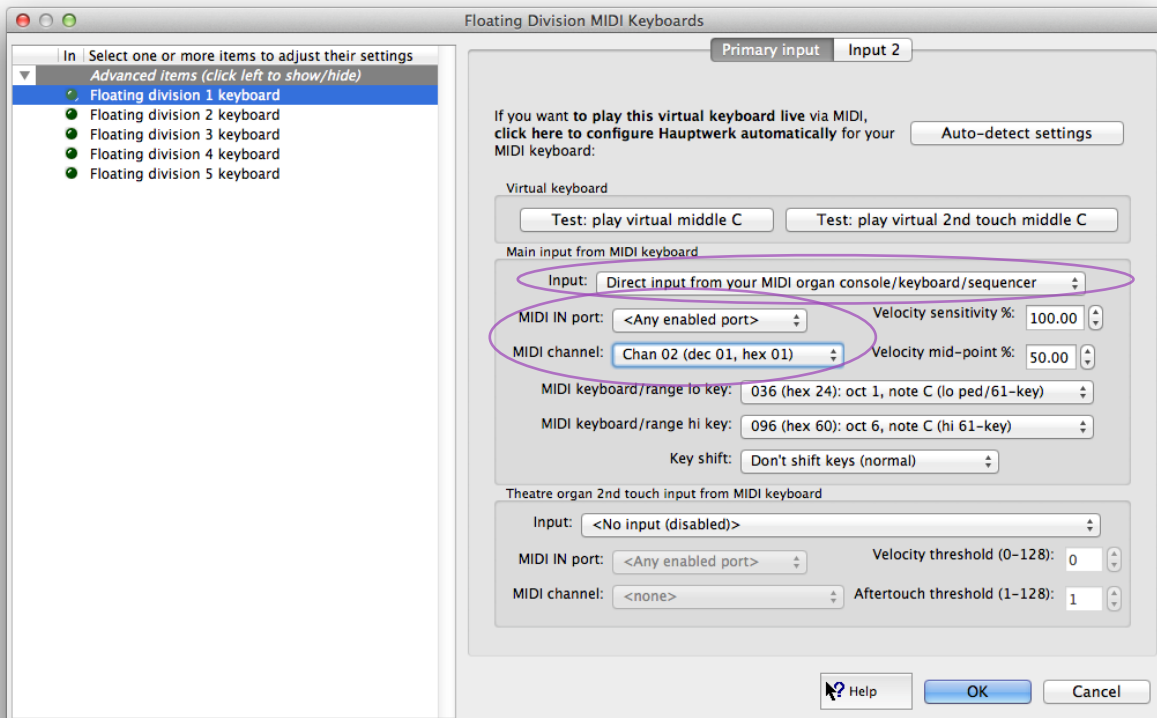 Floating Division MIDI Keyboards
In Select one or more items to adjust their settings
Advanced items (click left to show/hide)
Floating division 1 keyboard
Floating division 2 keyboard
Floating division 3 keyboard
Floating division 4 keyboard
Floating division 5 keyboard
Primary input Input 2
If you want to play this virtual keyboard live via MIDI,
click here to configure Hauptwerk automatically for your
MIDI keyboard:
Auto-detect settings
Virtual keyboard
Test: play virtual middle C Test: play virtual 2nd touch middle C
Main input from MIDI keyboard
Input: Direct input from your MIDI organ console/keyboard/sequencer
MIDI IN port: <Any enabled port> Velocity sensitivity %: 100.00
MIDI channel: Chan 02 (dec 01, hex 01) Velocity mid-point %: 50.00
MIDI keyboard/range lo key: 036 (hex 24): oct 1, note C (lo ped/61-key)
MIDI keyboard/range hi key: 096 (hex 60): oct 6, note C (hi 61-key)
Key shift: Don't shift keys (normal)
Theatre organ 2nd touch input from MIDI keyboard
Input: <No input (disabled)>
MIDI IN port: <Any enabled port> Velocity threshold (0-128): 0
MIDI channel: <none> Aftertouch threshold (1-128): 1
Help OK Cancel